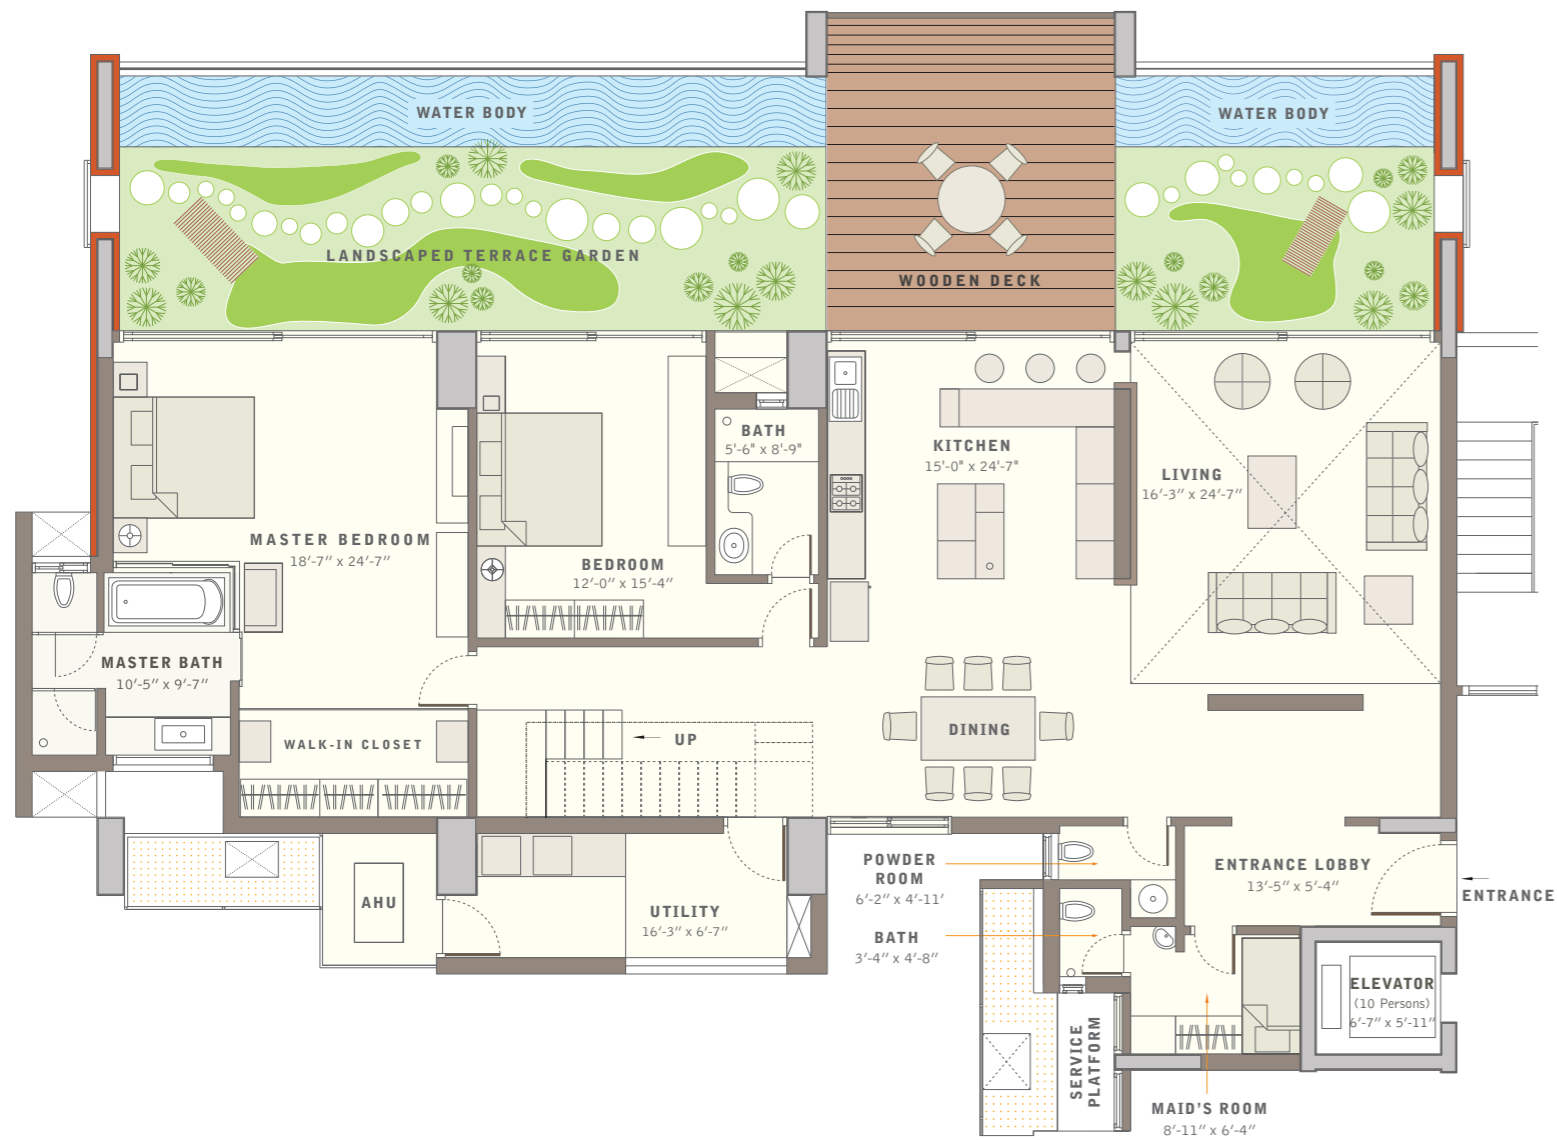 WATER BODY
WATER BODY
LANDSCAPED TERRACE GARDEN
WOODEN DECK
BATH
5'-6" x 8'-9"
KITCHEN
15'-0" x 24'-7"
LIVING
16'-3" x 24'-7"
MASTER BEDROOM
18'-7" x 24'-7"
BEDROOM
12'-0" x 15'-4"
MASTER BATH
10'-5" x 9'-7"
WALK-IN CLOSET
UP
DINING
POWDER
ROOM
6'-2" x 4'-11'
ENTRANCE LOBBY
13'-5" x 5'-4"
ENTRANCE
AHU
UTILITY
16'-3" x 6'-7"
BATH
3'-4" x 4'-8"
ELEVATOR
(10 Persons)
6'-7" x 5'-11"
SERVICE
PLATFORM
MAID'S ROOM
8'-11" x 6'-4"